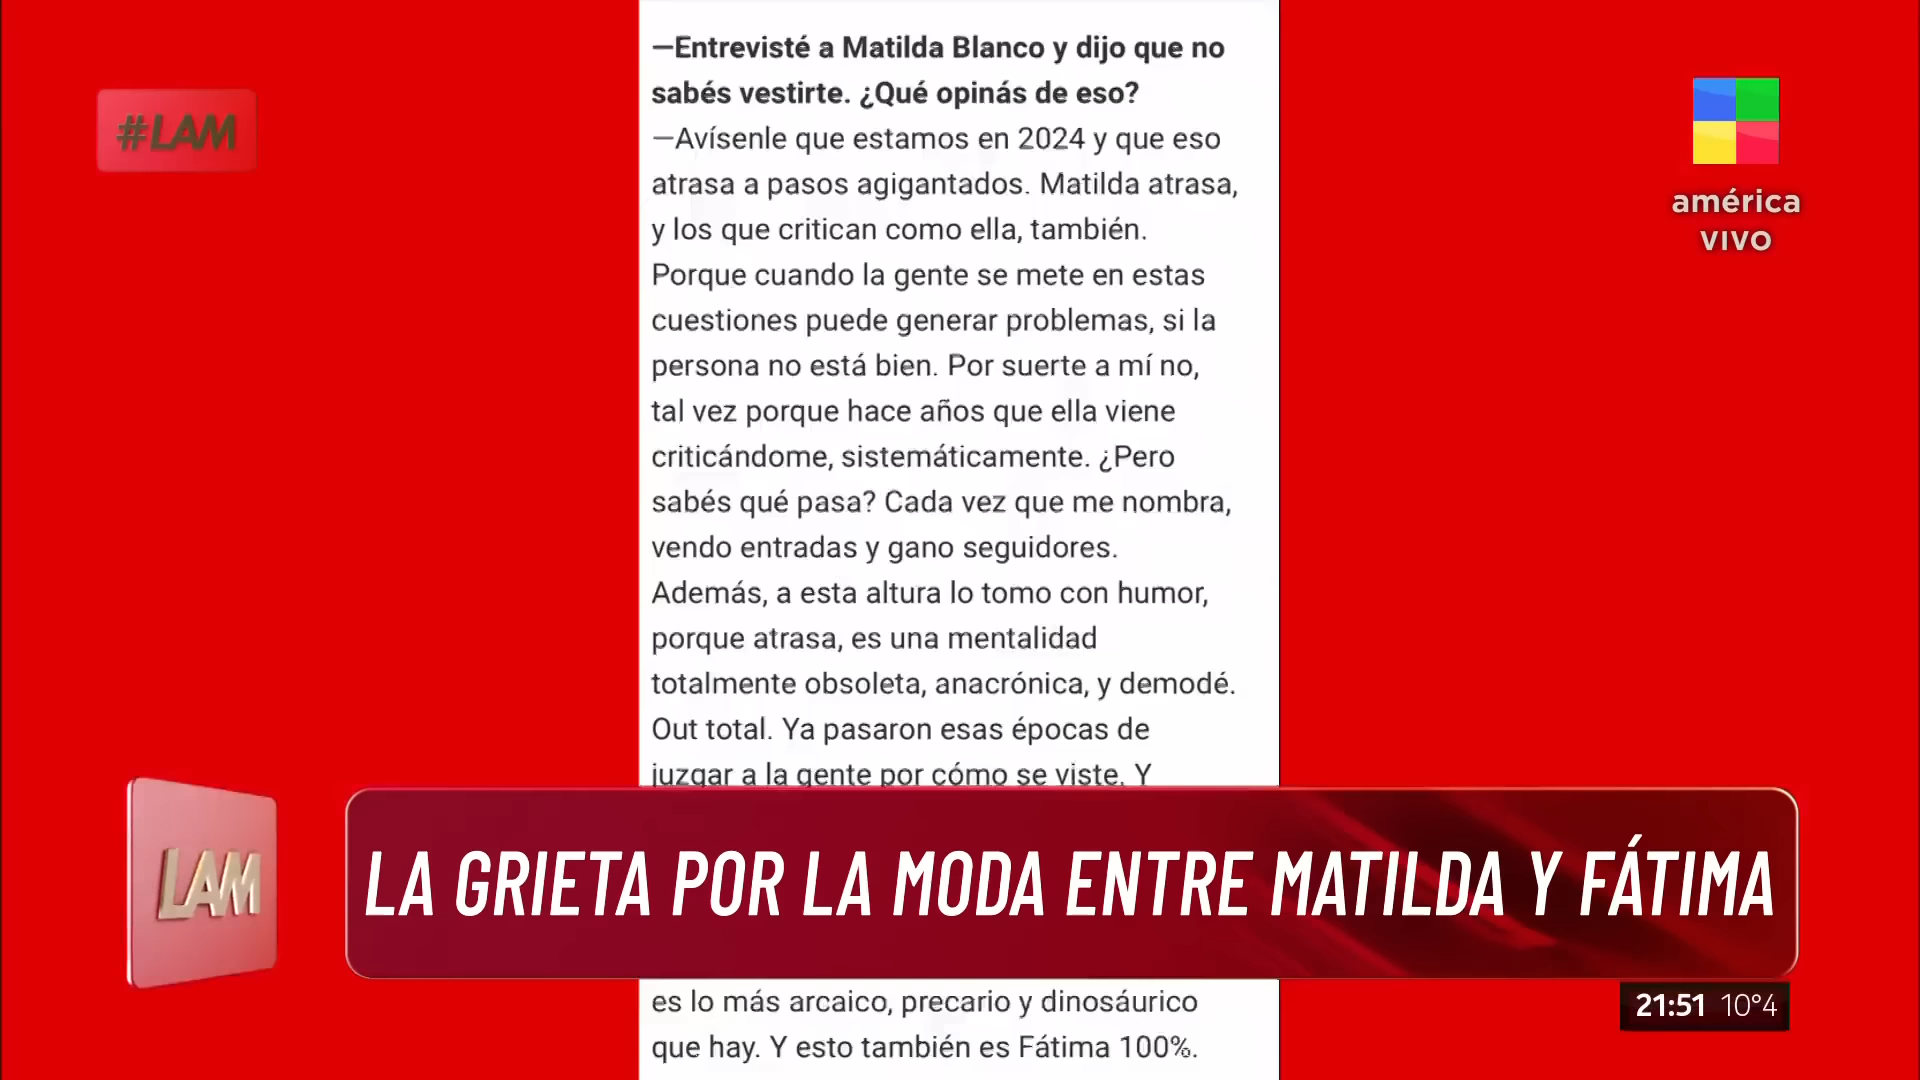 —Entrevisté a Matilda Blanco y dijo que no
sabés vestirte. ¿Qué opinás de eso?
—Avísenle que estamos en 2024 y que eso
atrasa a pasos agigantados. Matilda atrasa,
y los que critican como ella, también.
Porque cuando la gente se mete en estas
cuestiones puede generar problemas, si la
persona no está bien. Por suerte a mí no,
tal vez porque hace años que ella viene
criticándome, sistemáticamente. ¿Pero
sabés qué pasa? Cada vez que me nombra,
vendo entradas y gano seguidores.
Además, a esta altura lo tomo con humor,
porque atrasa, es una mentalidad
totalmente obsoleta, anacrónica, y demodé.
Out total. Ya pasaron esas épocas de
juzgar a la gente por cómo se viste. Y
es lo más arcaico, precario y dinosáurico
que hay. Y esto también es Fátima 100%.
#LAM
américa
VIVO
LAM
LA GRIETA POR LA MODA ENTRE MATILDA Y FÁTIMA
21:51 10°4